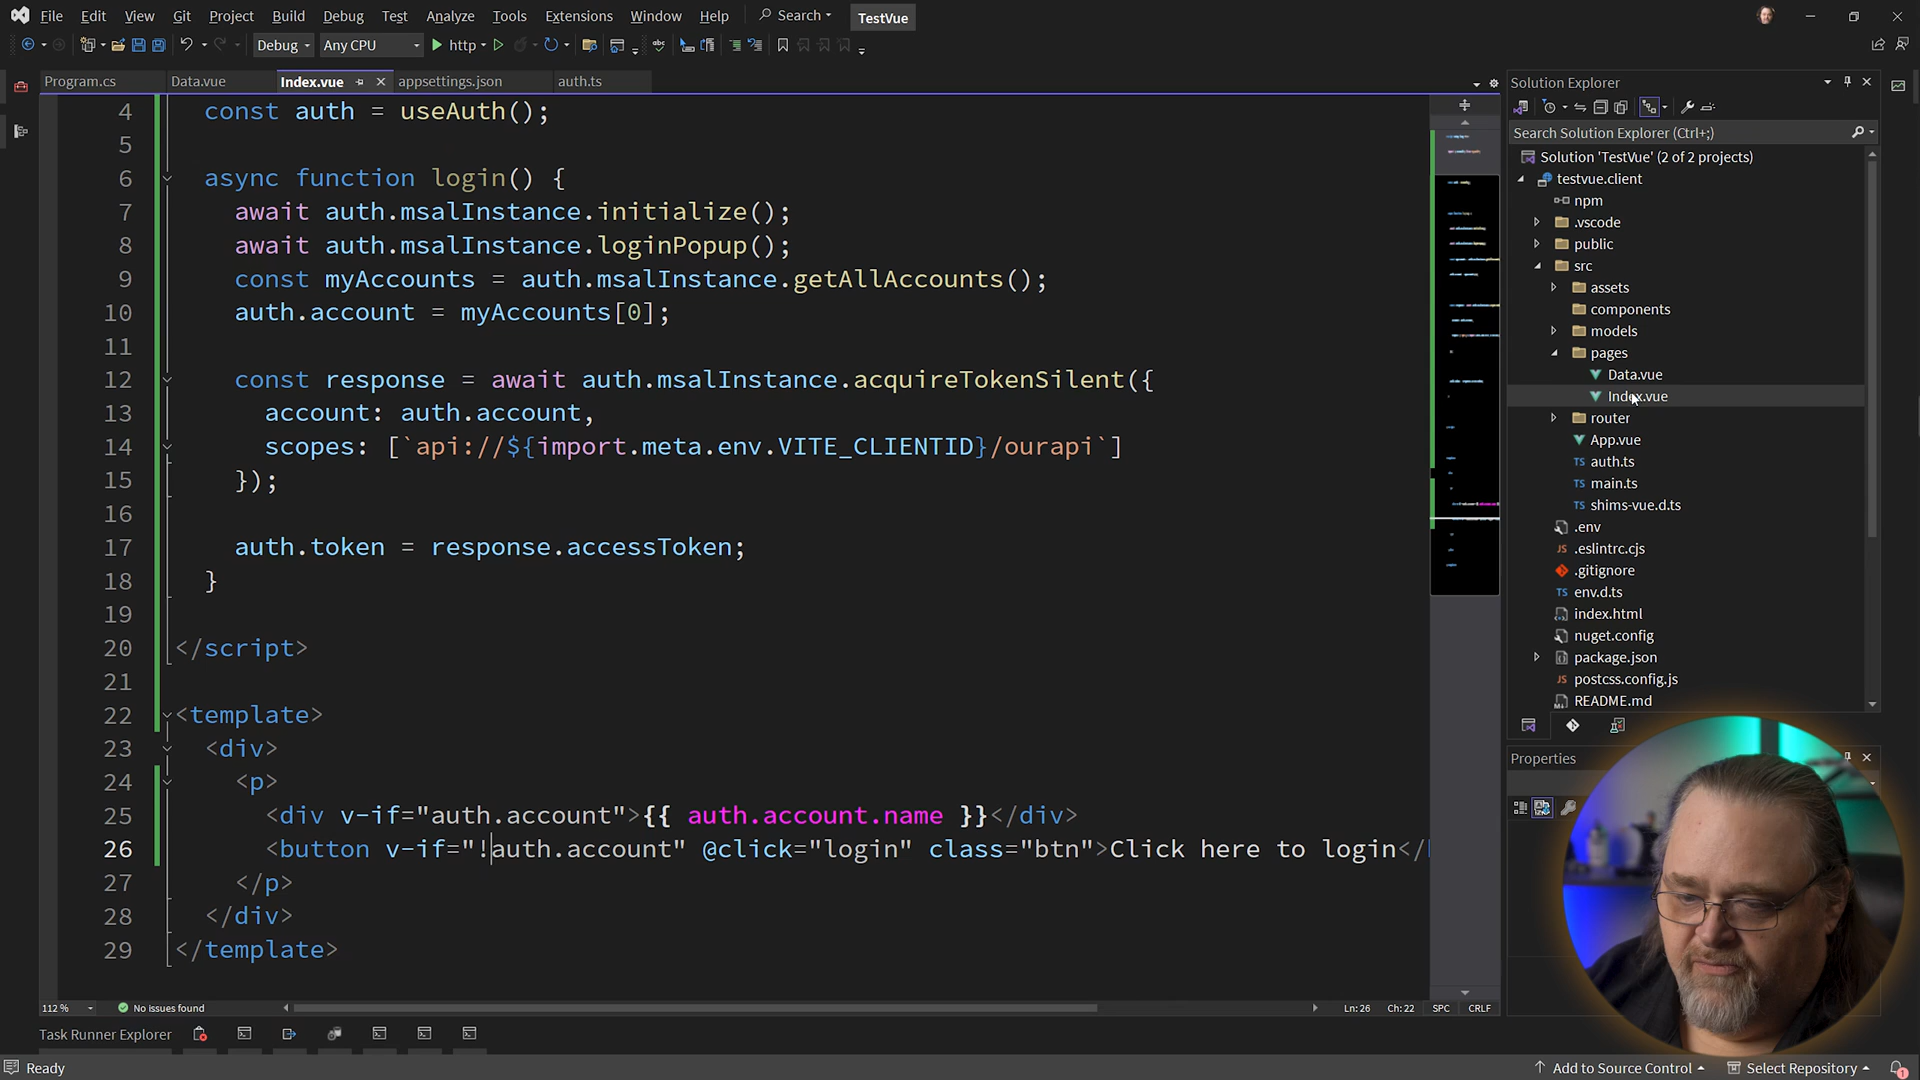 File Edit View Git Project Build Debug Test Analyze Tools Extensions Window Help Search TestVue
Debug Any CPU http
Program.cs Data.vue Index.vue appsettings.json auth.ts
4 const auth = useAuth();
5
6 async function login() {
7 await auth.msalInstance.initialize();
8 await auth.msalInstance.loginPopup();
9 const myAccounts = auth.msalInstance.getAllAccounts();
10 auth.account = myAccounts[0];
11
12 const response = await auth.msalInstance.acquireTokenSilent({
13 account: auth.account,
14 scopes: [`api://${import.meta.env.VITE_CLIENTID}/ourapi`]
15 });
16
17 auth.token = response.accessToken;
18 }
19
20 </script>
21
22 <template>
23 <div>
24 <p>
25 <div v-if="auth.account">{{ auth.account.name }}</div>
26 <button v-if="!auth.account" @click="login" class="btn">Click here to login</
27 </p>
28 </div>
29 </template>
112 % No issues found Ln: 26 Ch: 22 SPC CRLF
Task Runner Explorer
Ready Add to Source Control Select Repository 1
Solution Explorer
Search Solution Explorer (Ctrl+;)
Solution 'TestVue' (2 of 2 projects)
testvue.client
npm
.vscode
public
src
assets
components
models
pages
Data.vue
Index.vue
router
App.vue
TS auth.ts
TS main.ts
TS shims-vue.d.ts
.env
JS .eslintrc.cjs
.gitignore
TS env.d.ts
index.html
nuget.config
package.json
JS postcss.config.js
README.md
Properties